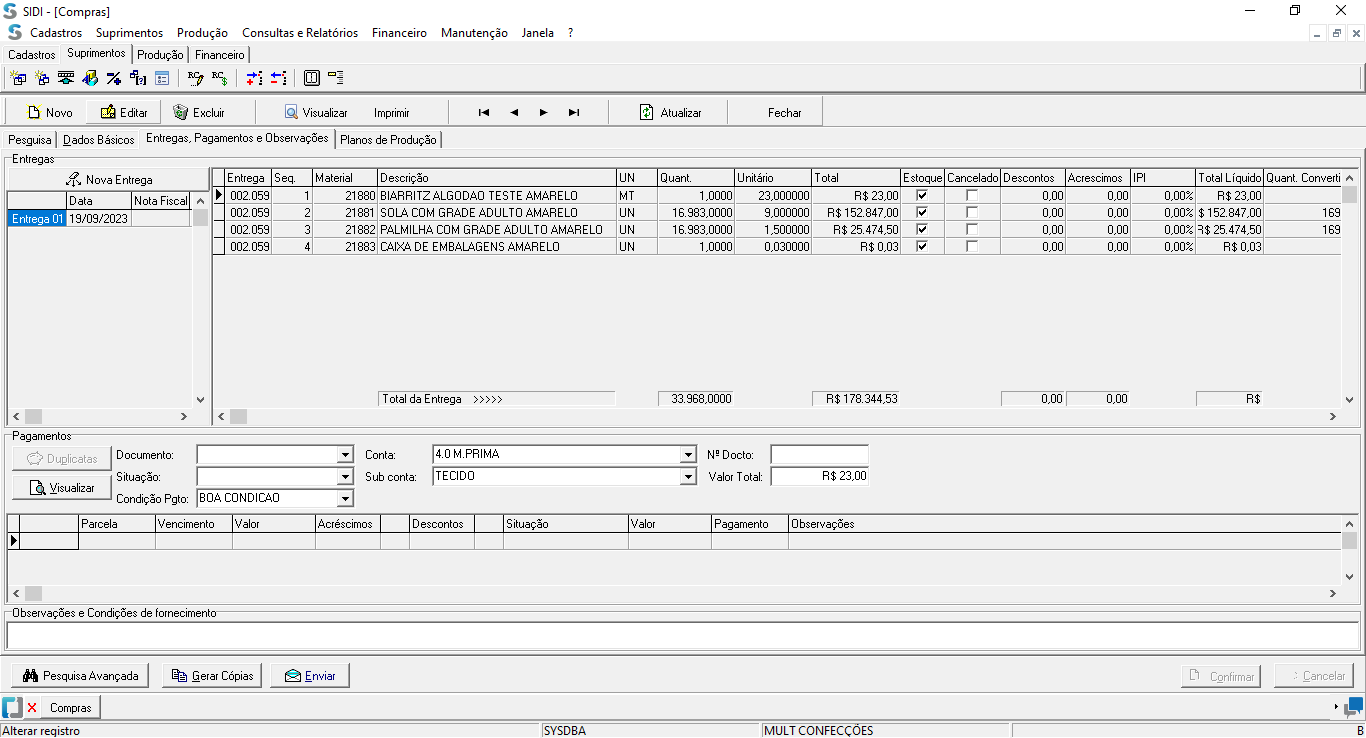 SIDI - [Compras]
Cadastros Suprimentos Produção Consultas e Relatórios Financeiro Manutenção Janela ?
Cadastros Suprimentos Produção Financeiro
Novo Editar Excluir Visualizar Imprimir Atualizar Fechar
Pesquisa Dados Básicos Entregas, Pagamentos e Observações Planos de Produção
Entregas
Nova Entrega
Data Nota Fiscal
Entrega 01 19/09/2023
Entrega Seq. Material Descrição UN Quant. Unitário Total Estoque Cancelado Descontos Acrescimos IPI Total Líquido Quant. Converti
002.059 1 21880 BIARRITZ ALGODAO TESTE AMARELO MT 1,0000 23,000000 R$ 23,00 0,00 0,00 0,00% R$ 23,00
002.059 2 21881 SOLA COM GRADE ADULTO AMARELO UN 16.983,0000 9,000000 R$ 152.847,00 0,00 0,00 0,00% $ 152.847,00 169
002.059 3 21882 PALMILHA COM GRADE ADULTO AMARELO UN 16.983,0000 1,500000 R$ 25.474,50 0,00 0,00 0,00% R$ 25.474,50 169
002.059 4 21883 CAIXA DE EMBALAGENS AMARELO UN 1,0000 0,030000 R$ 0,03 0,00 0,00 0,00% R$ 0,03
Total da Entrega >>>>> 33.968,0000 R$ 178.344,53 0,00 0,00 R$
Pagamentos
Duplicatas Documento: Conta: 4.0 M.PRIMA Nº Docto:
Situação: Sub conta: TECIDO Valor Total: R$ 23,00
Visualizar
Condição Pgto: BOA CONDICAO
Parcela Vencimento Valor Acréscimos Descontos Situação Valor Pagamento Observações
Observações e Condições de fornecimento
Pesquisa Avançada Gerar Cópias Enviar Confirmar Cancelar
Compras
Alterar registro SYSDBA MULT CONFECÇÕES B